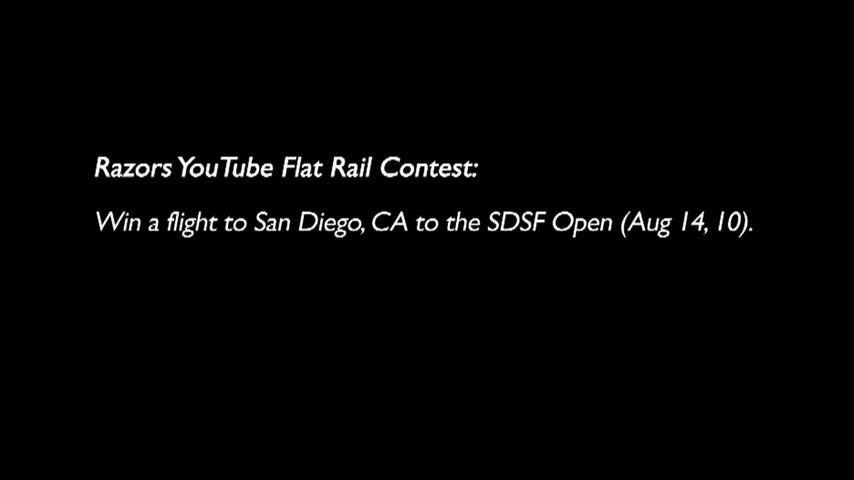 Razors YouTube Flat Rail Contest:
Win a flight to San Diego, CA to the SDSF Open (Aug 14, 10).